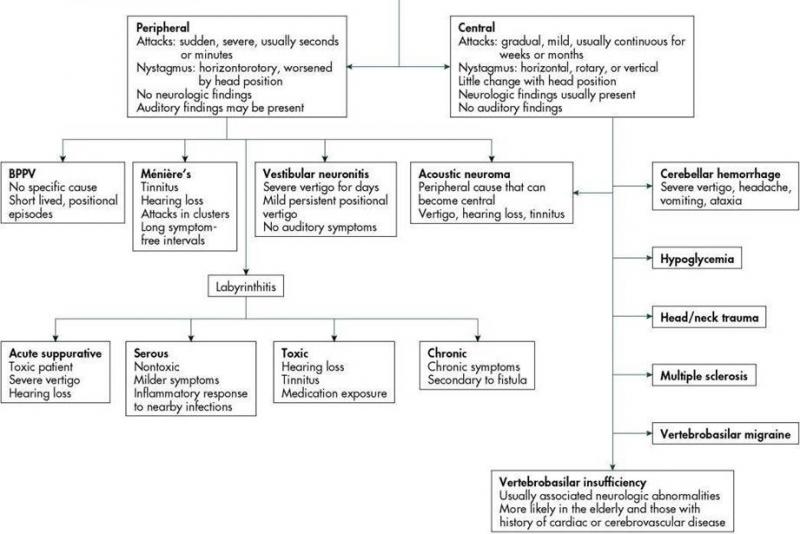 Peripheral
Attacks: sudden, severe, usually seconds
or minutes
Nystagmus: horizontorotory, worsened
by head position
No neurologic findings
Auditory findings may be present
Central
Attacks: gradual, mild, usually continuous for
weeks or months
Nystagmus: horizontal, rotary, or vertical
Little change with head position
Neurologic findings usually present
No auditory findings
BPPV
No specific cause
Short lived, positional
episodes
Ménière's
Tinnitus
Hearing loss
Attacks in clusters
Long symptom-
free intervals
Vestibular neuronitis
Severe vertigo for days
Mild persistent positional
vertigo
No auditory symptoms
Acoustic neuroma
Peripheral cause that can
become central
Vertigo, hearing loss, tinnitus
Cerebellar hemorrhage
Severe vertigo, headache,
vomiting, ataxia
Hypoglycemia
Labyrinthitis
Head/neck trauma
Acute suppurative
Toxic patient
Severe vertigo
Hearing loss
Serous
Nontoxic
Milder symptoms
Inflammatory response
to nearby infections
Toxic
Hearing loss
Tinnitus
Medication exposure
Chronic
Chronic symptoms
Secondary to fistula
Multiple sclerosis
Vertebrobasilar migraine
Vertebrobasilar insufficiency
Usually associated neurologic abnormalities
More likely in the elderly and those with
history of cardiac or cerebrovascular disease